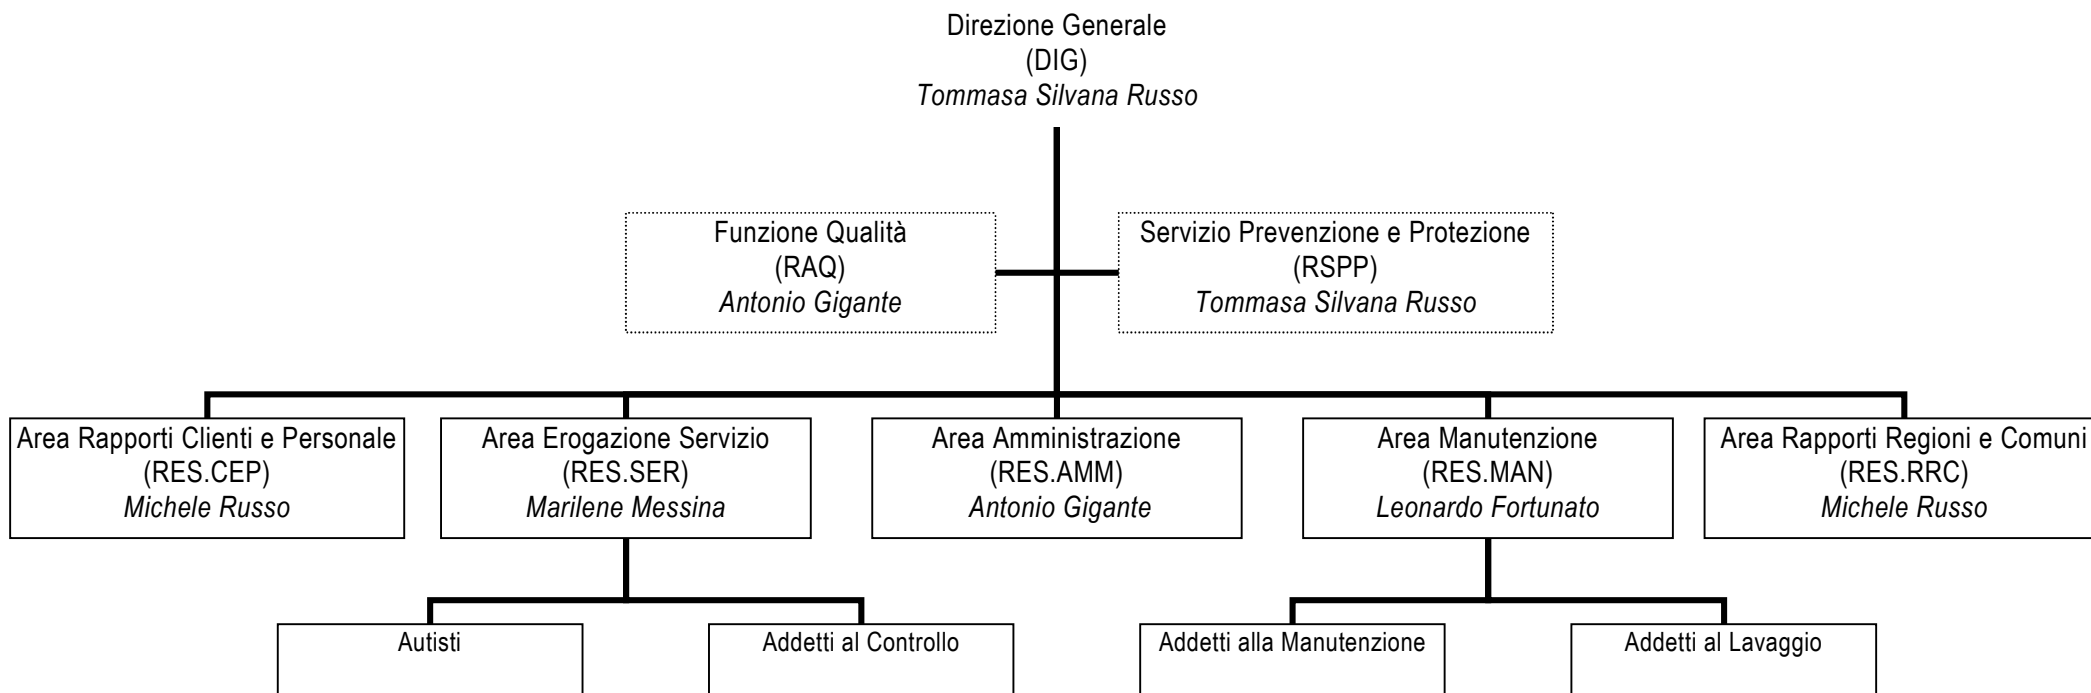 Direzione Generale
(DIG)
Tommasa Silvana Russo
Funzione Qualità
(RAQ)
Antonio Gigante
Servizio Prevenzione e Protezione
(RSPP)
Tommasa Silvana Russo
Area Rapporti Clienti e Personale
(RES.CEP)
Michele Russo
Area Erogazione Servizio
(RES.SER)
Marilene Messina
Area Amministrazione
(RES.AMM)
Antonio Gigante
Area Manutenzione
(RES.MAN)
Leonardo Fortunato
Area Rapporti Regioni e Comuni
(RES.RRC)
Michele Russo
Autisti
Addetti al Controllo
Addetti alla Manutenzione
Addetti al Lavaggio